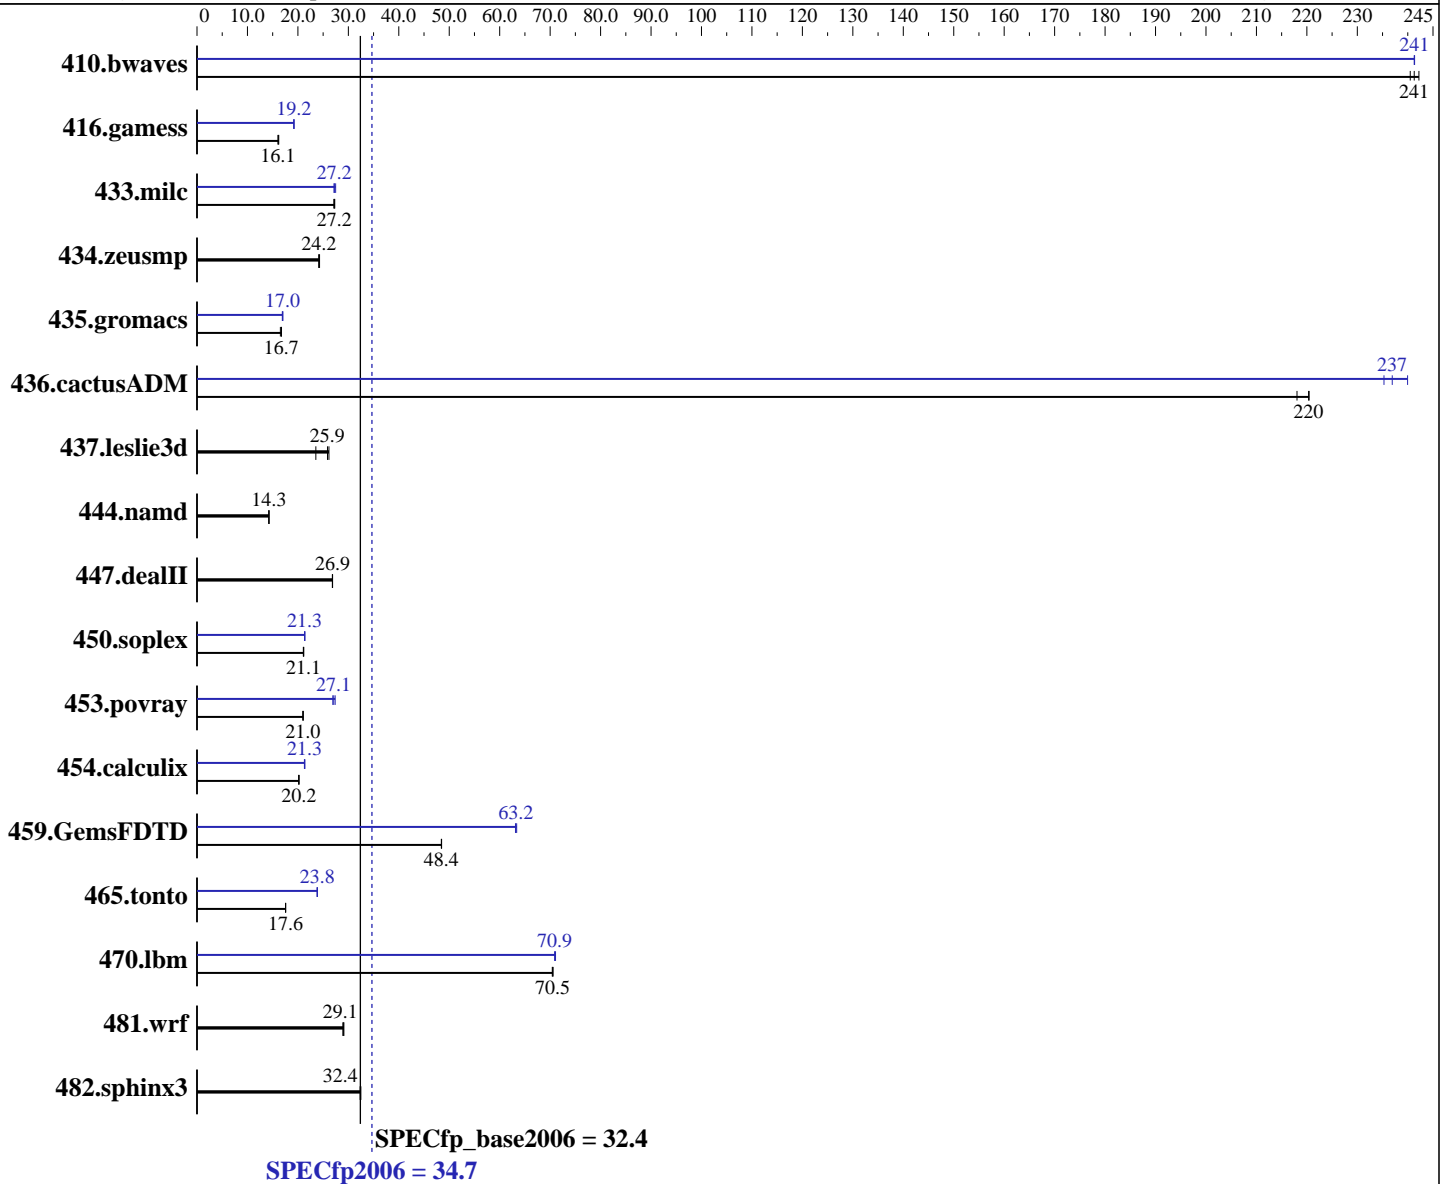 0 10.0 20.0 30.0 40.0 50.0 60.0 70.0 80.0 90.0 100 110 120 130 140 150 160 170 180 190 200 210 220 230 245
410.bwaves 241
241
416.gamess 19.2
16.1
433.milc 27.2
27.2
434.zeusmp 24.2
435.gromacs 17.0
16.7
436.cactusADM 237
220
437.leslie3d 25.9
444.namd 14.3
447.dealII 26.9
450.soplex 21.3
21.1
453.povray 27.1
21.0
454.calculix 21.3
20.2
459.GemsFDTD 63.2
48.4
465.tonto 23.8
17.6
470.lbm 70.9
70.5
481.wrf 29.1
482.sphinx3 32.4
SPECfp_base2006 = 32.4
SPECfp2006 = 34.7